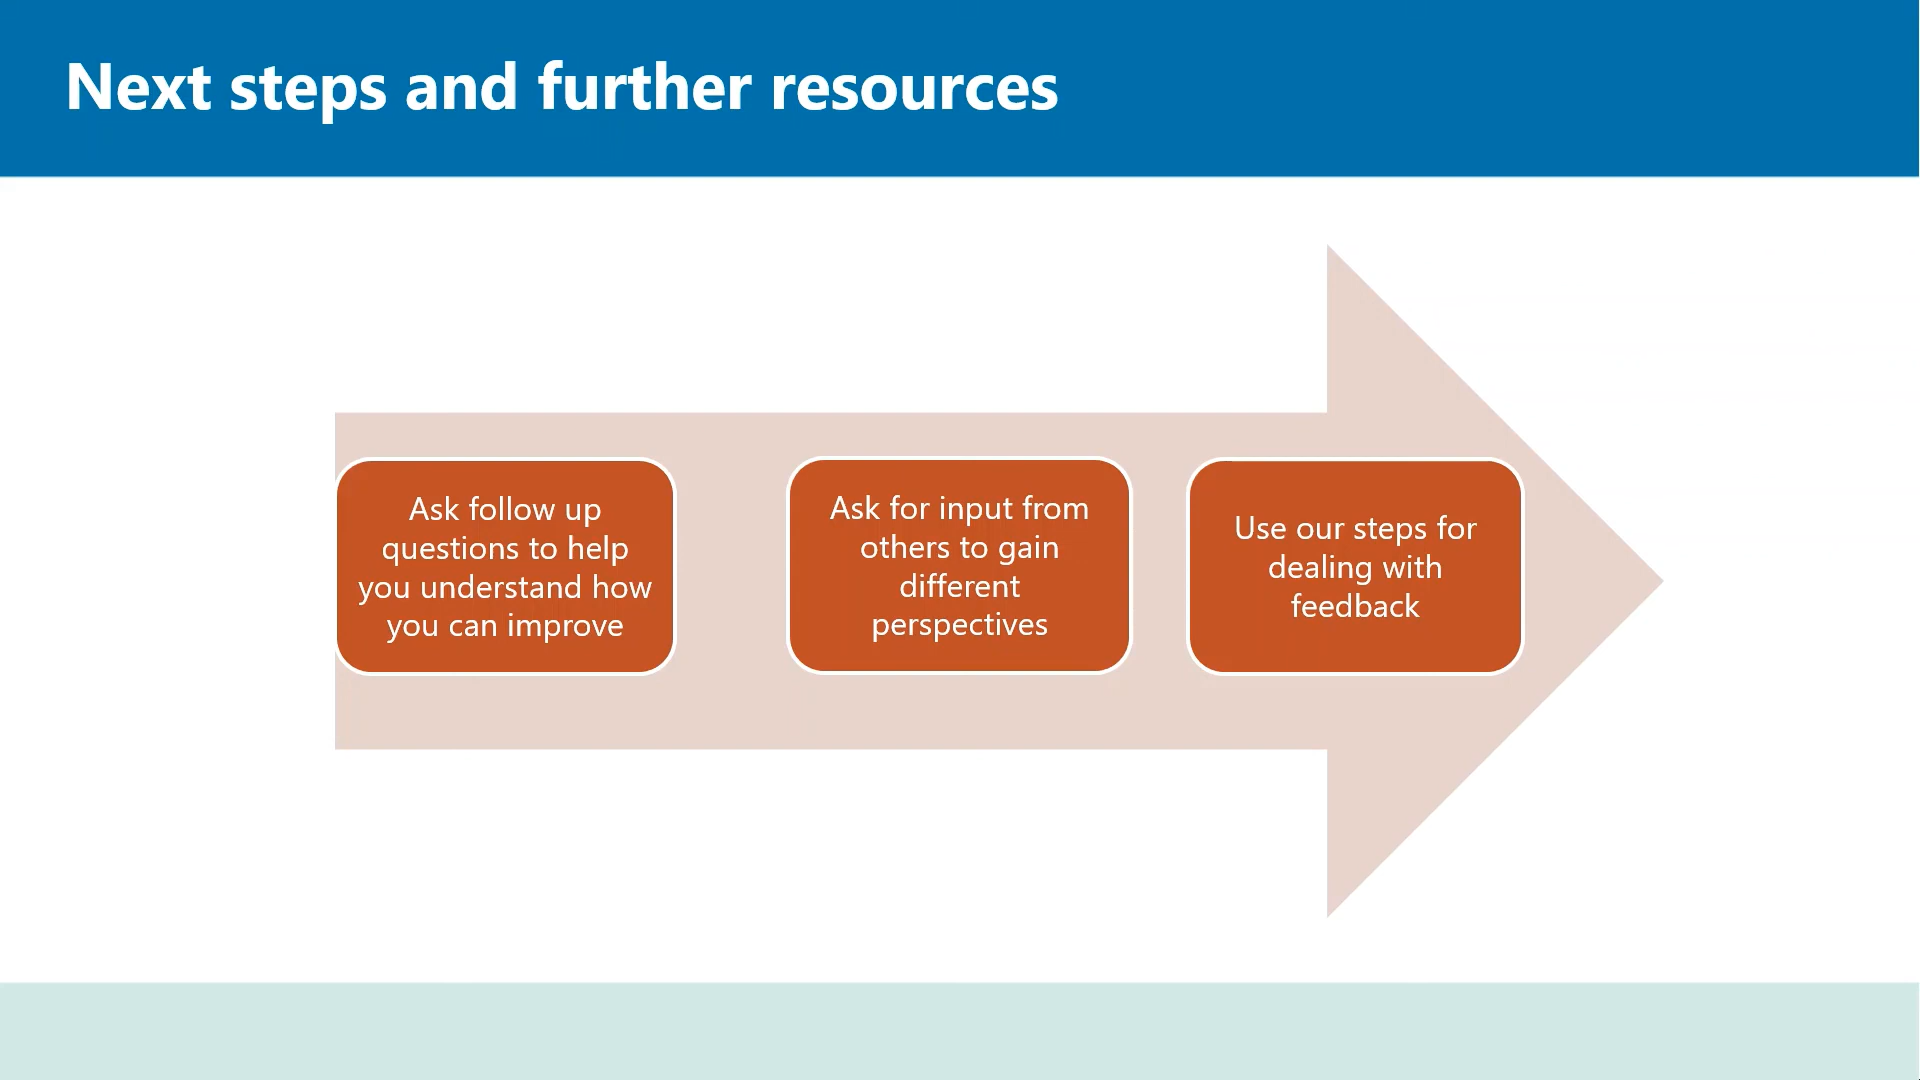 Next steps and further resources
Ask follow up
questions to help
you understand how
you can improve
Ask for input from
others to gain
different
perspectives
Use our steps for
dealing with
feedback